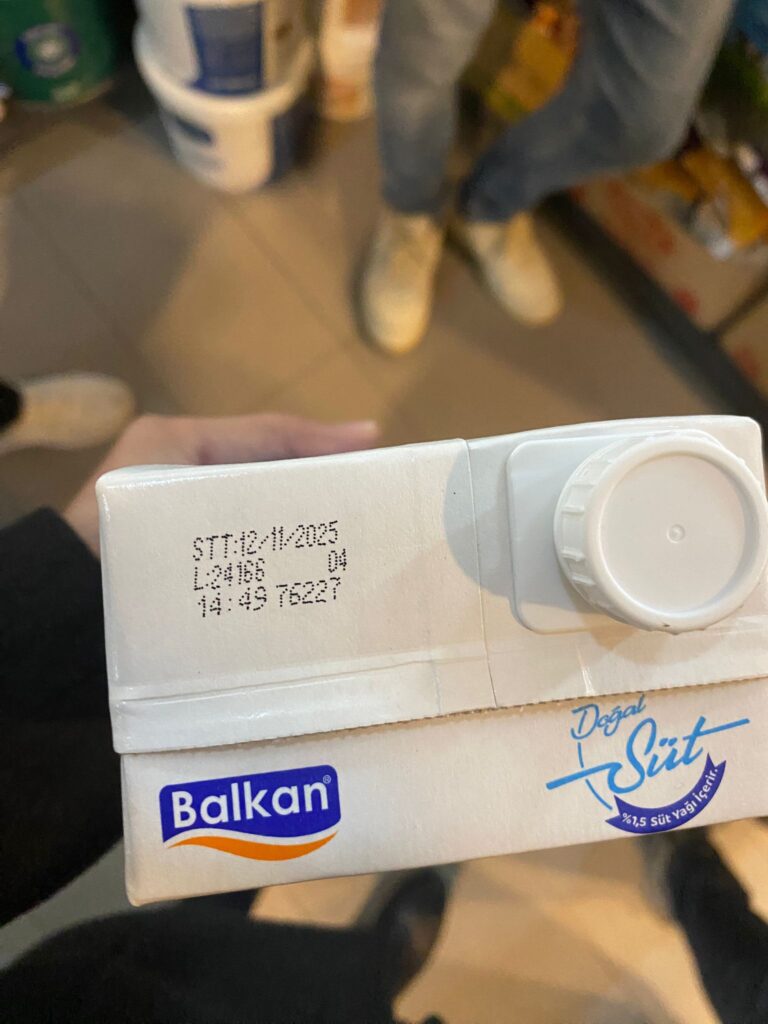 STT:12/11/2025
L:24166 04
14:49 76227
Balkan®
Doğal
Süt
%1,5 Süt Yağı İçerir.